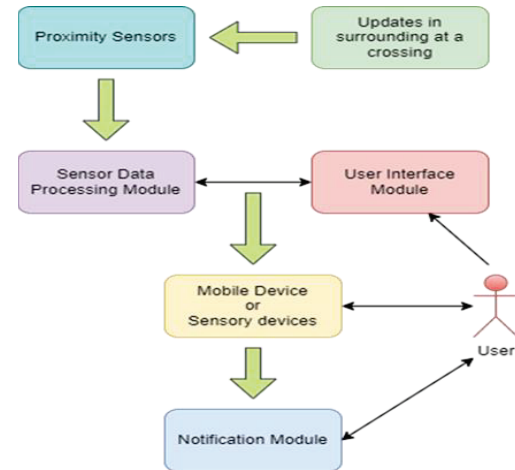 Proximity Sensors
Updates in
surrounding at a
crossing
Sensor Data
Processing Module
User Interface
Module
Mobile Device
or
Sensory devices
User
Notification Module